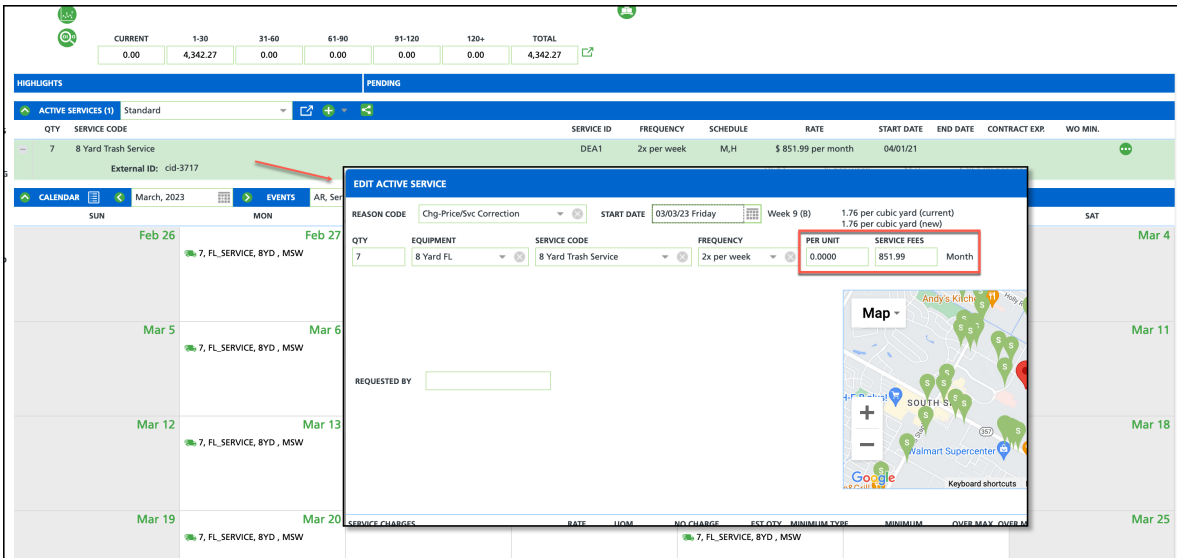 CURRENT 1-30 31-60 61-90 91-120 120+ TOTAL
0.00 4,342.27 0.00 0.00 0.00 0.00 4,342.27
HIGHLIGHTS PENDING
ACTIVE SERVICES (1) Standard
QTY SERVICE CODE SERVICE ID FREQUENCY SCHEDULE RATE START DATE END DATE CONTRACT EXP. WO MIN.
7 8 Yard Trash Service DEA1 2x per week M,H $ 851.99 per month 04/01/21
External ID: cid-3717
CALENDAR March, 2023 EVENTS AR, Ser
SUN MON SAT
Feb 26 Feb 27 Mar 4
7, FL_SERVICE, 8YD , MSW
Mar 5 Mar 6 Mar 11
7, FL_SERVICE, 8YD , MSW
Mar 12 Mar 13 Mar 18
7, FL_SERVICE, 8YD , MSW
Mar 19 Mar 20 Mar 25
7, FL_SERVICE, 8YD , MSW 7, FL_SERVICE, 8YD , MSW
EDIT ACTIVE SERVICE
REASON CODE Chg-Price/Svc Correction START DATE 03/03/23 Friday Week 9 (B) 1.76 per cubic yard (current)
1.76 per cubic yard (new)
QTY EQUIPMENT SERVICE CODE FREQUENCY PER UNIT SERVICE FEES
7 8 Yard FL 8 Yard Trash Service 2x per week 0.0000 851.99 Month
REQUESTED BY
Map
Andy's Kitche
Holly
SOUTH S
357
Walmart Supercenter
Google
Keyboard shortcuts
SERVICE CHARGES RATE UOM NO CHARGE EST QTY MINIMUM TYPE MINIMUM OVER MAX OVER M